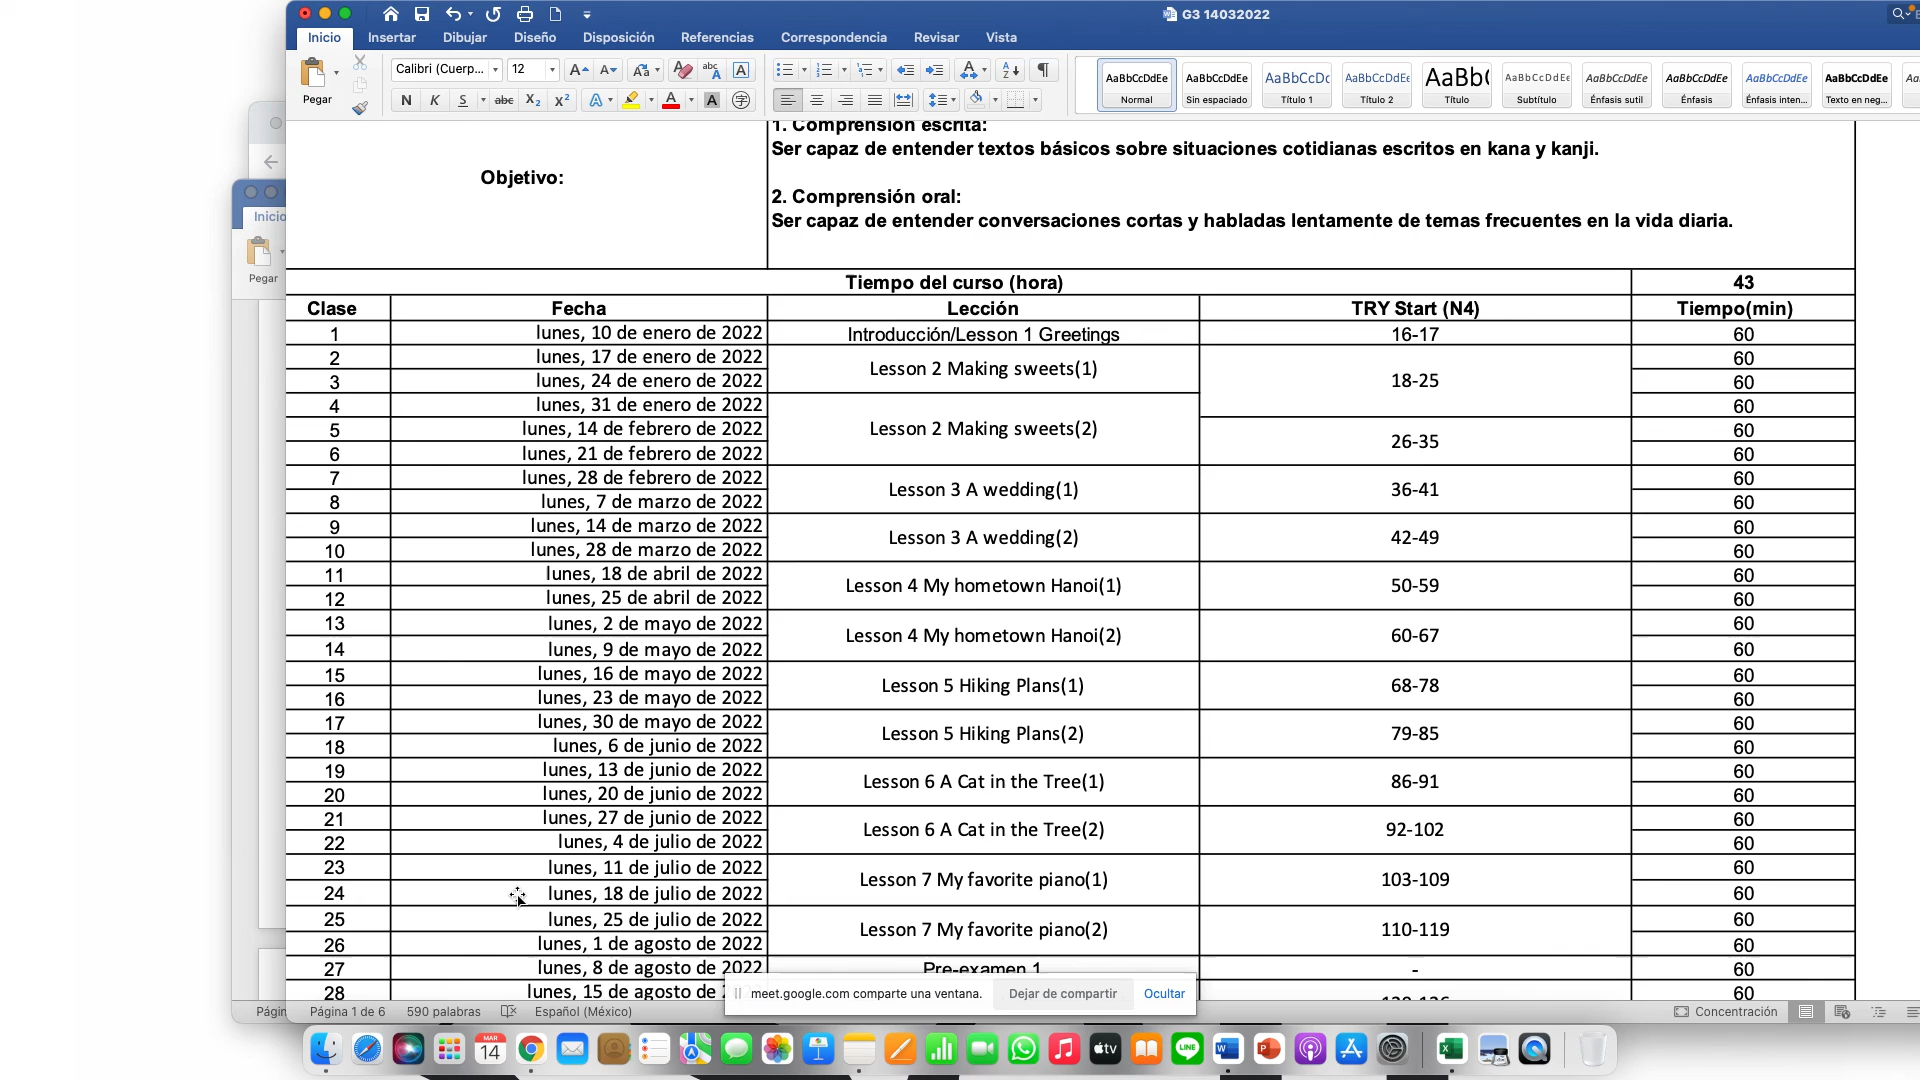 G3 14032022
Inicio Insertar Dibujar Diseño Disposición Referencias Correspondencia Revisar Vista
Pegar
Calibri (Cuerp... 12
N K S abc X₂ X²
AaBbCcDdEe Normal
AaBbCcDdEe Sin espaciado
AaBbCcDc Título 1
AaBbCcDdEe Título 2
AaBb( Título
AaBbCcDdEe Subtítulo
AaBbCcDdEe Énfasis sutil
AaBbCcDdEe Énfasis
AaBbCcDdEe Énfasis inten...
AaBbCcDdEe Texto en neg...
Inicio
Pegar
Objetivo:
1. Comprensión escrita:
Ser capaz de entender textos básicos sobre situaciones cotidianas escritos en kana y kanji.
2. Comprensión oral:
Ser capaz de entender conversaciones cortas y habladas lentamente de temas frecuentes en la vida diaria.
Tiempo del curso (hora) 43
Clase Fecha Lección TRY Start (N4) Tiempo(min)
1 lunes, 10 de enero de 2022 Introducción/Lesson 1 Greetings 16-17 60
2 lunes, 17 de enero de 2022 Lesson 2 Making sweets(1) 18-25 60
3 lunes, 24 de enero de 2022 60
4 lunes, 31 de enero de 2022 Lesson 2 Making sweets(2) 60
5 lunes, 14 de febrero de 2022 26-35 60
6 lunes, 21 de febrero de 2022 60
7 lunes, 28 de febrero de 2022 Lesson 3 A wedding(1) 36-41 60
8 lunes, 7 de marzo de 2022 60
9 lunes, 14 de marzo de 2022 Lesson 3 A wedding(2) 42-49 60
10 lunes, 28 de marzo de 2022 60
11 lunes, 18 de abril de 2022 Lesson 4 My hometown Hanoi(1) 50-59 60
12 lunes, 25 de abril de 2022 60
13 lunes, 2 de mayo de 2022 Lesson 4 My hometown Hanoi(2) 60-67 60
14 lunes, 9 de mayo de 2022 60
15 lunes, 16 de mayo de 2022 Lesson 5 Hiking Plans(1) 68-78 60
16 lunes, 23 de mayo de 2022 60
17 lunes, 30 de mayo de 2022 Lesson 5 Hiking Plans(2) 79-85 60
18 lunes, 6 de junio de 2022 60
19 lunes, 13 de junio de 2022 Lesson 6 A Cat in the Tree(1) 86-91 60
20 lunes, 20 de junio de 2022 60
21 lunes, 27 de junio de 2022 Lesson 6 A Cat in the Tree(2) 92-102 60
22 lunes, 4 de julio de 2022 60
23 lunes, 11 de julio de 2022 Lesson 7 My favorite piano(1) 103-109 60
24 lunes, 18 de julio de 2022 60
25 lunes, 25 de julio de 2022 Lesson 7 My favorite piano(2) 110-119 60
26 lunes, 1 de agosto de 2022 60
27 lunes, 8 de agosto de 2022 Pre-examen 1 - 60
28 lunes, 15 de agosto de 60
meet.google.com comparte una ventana. Dejar de compartir Ocultar
Págin Página 1 de 6 590 palabras Español (México) Concentración
MAR 14 tv LINE